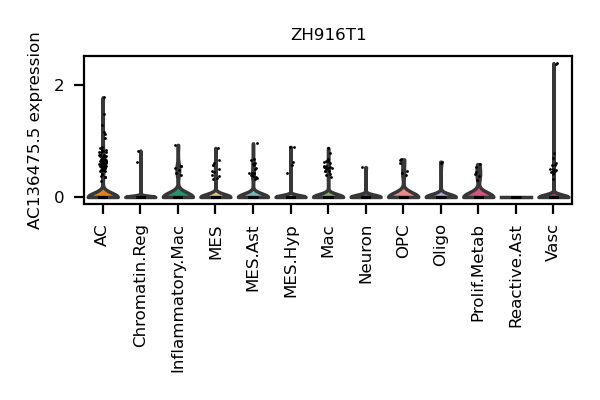 ZH916T1
AC136475.5 expression
2
0
AC
Chromatin.Reg
Inflammatory.Mac
MES
MES.Ast
MES.Hyp
Mac
Neuron
OPC
Oligo
Prolif.Metab
Reactive.Ast
Vasc